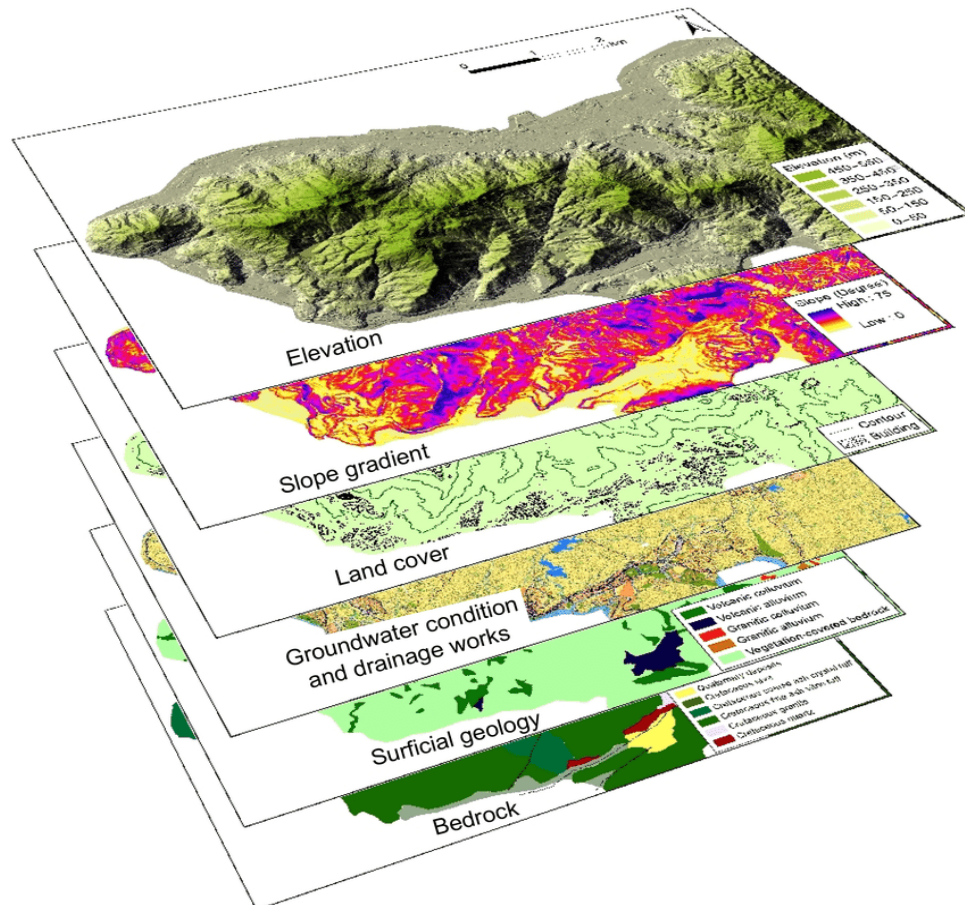 N
0 1 2
km
Elevation (m)
450-550
350-450
250-350
150-250
50-150
0-50
Elevation
Slope (Degree)
High : 75
Low : 0
Slope gradient
Contour
Building
Land cover
Groundwater condition
and drainage works
Volcanic colluvium
Volcanic alluvium
Granitic colluvium
Granitic alluvium
Vegetation-covered bedrock
Surficial geology
Quaternary deposits
Cretaceous
Cretaceous coarse ash crystal tuff
Cretaceous fine ash vitric tuff
Cretaceous granite
Cretaceous
Bedrock